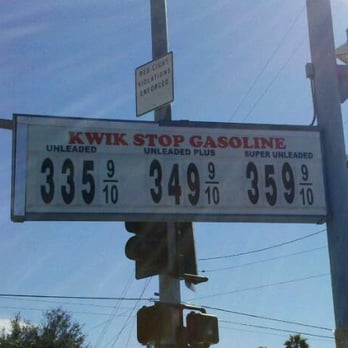 RED LIGHT
VIOLATIONS
ENFORCED
KWIK STOP GASOLINE
UNLEADED UNLEADED PLUS SUPER UNLEADED
335 9/10 349 9/10 359 9/10